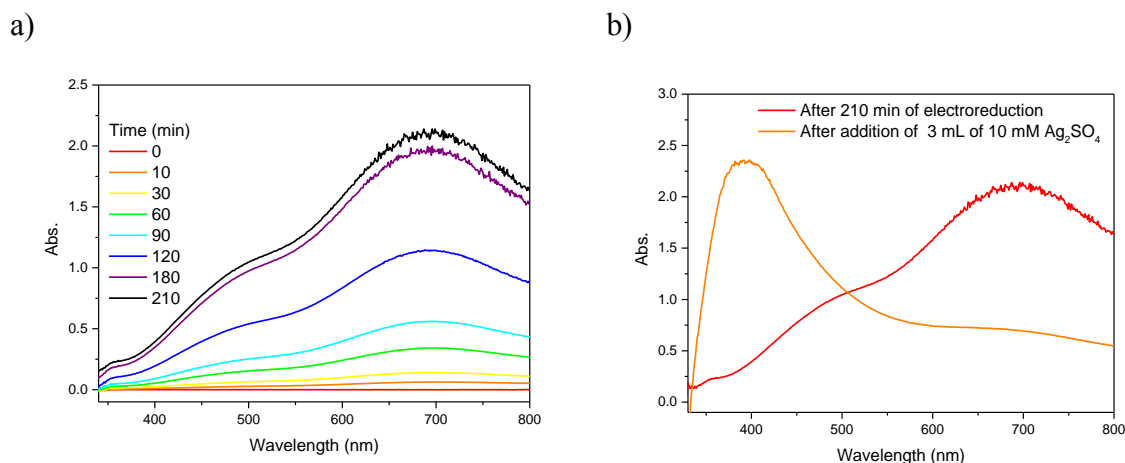 a)
b)
2.5
2.0
1.5
1.0
0.5
0.0
Abs.
Time (min)
0
10
30
60
90
120
180
210
400 500 600 700 800
Wavelength (nm)
3.0
2.5
2.0
1.5
1.0
0.5
0.0
Abs.
After 210 min of electroreduction
After addition of 3 mL of 10 mM Ag₂SO₄
400 500 600 700 800
Wavelength (nm)